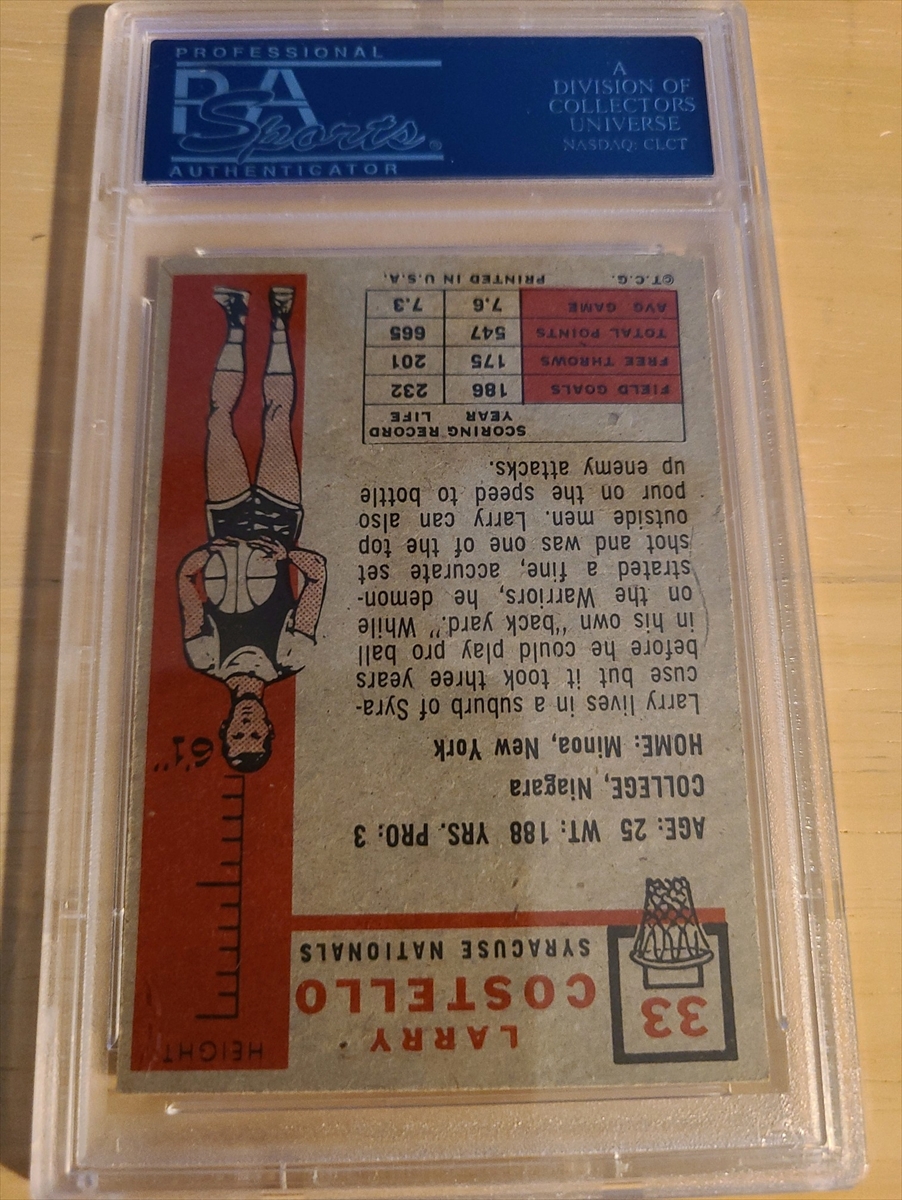 PROFESSIONAL
PSA
Sports®
AUTHENTICATOR
A
DIVISION OF
COLLECTORS
UNIVERSE
NASDAQ: CLCT
33
LARRY
COSTELLO
SYRACUSE NATIONALS
HEIGHT
6'1"
AGE: 25 WT: 188 YRS. PRO: 3
COLLEGE, Niagara
HOME: Minoa, New York
Larry lives in a suburb of Syra-
cuse but it took three years
before he could play pro ball
in his own "back yard." While
on the Warriors, he demon-
strated a fine, accurate set
shot and was one of the top
outside men. Larry can also
pour on the speed to bottle
up enemy attacks.
SCORING RECORD
YEAR LIFE
FIELD GOALS 186 232
FREE THROWS 175 201
TOTAL POINTS 547 665
AVG GAME 7.6 7.3
©T.C.G. PRINTED IN U.S.A.